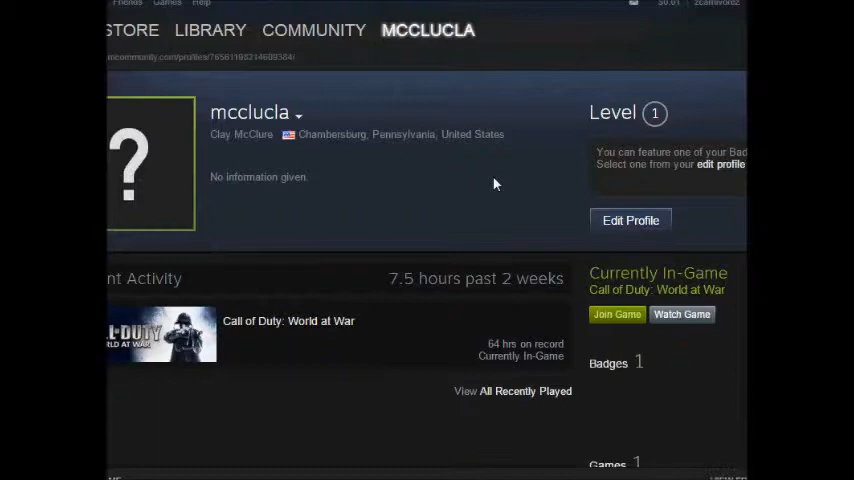 Friends Games Help
STORE LIBRARY COMMUNITY MCCLUCLA
mcclucla
Level 1
Clay McClure Chambersburg, Pennsylvania, United States
You can feature one of your Bad
Select one from your edit profile
No information given.
Edit Profile
nt Activity 7.5 hours past 2 weeks
Currently In-Game
Call of Duty: World at War
Join Game Watch Game
Call of Duty: World at War
64 hrs on record
Currently In-Game
Badges 1
View All Recently Played
Games 1